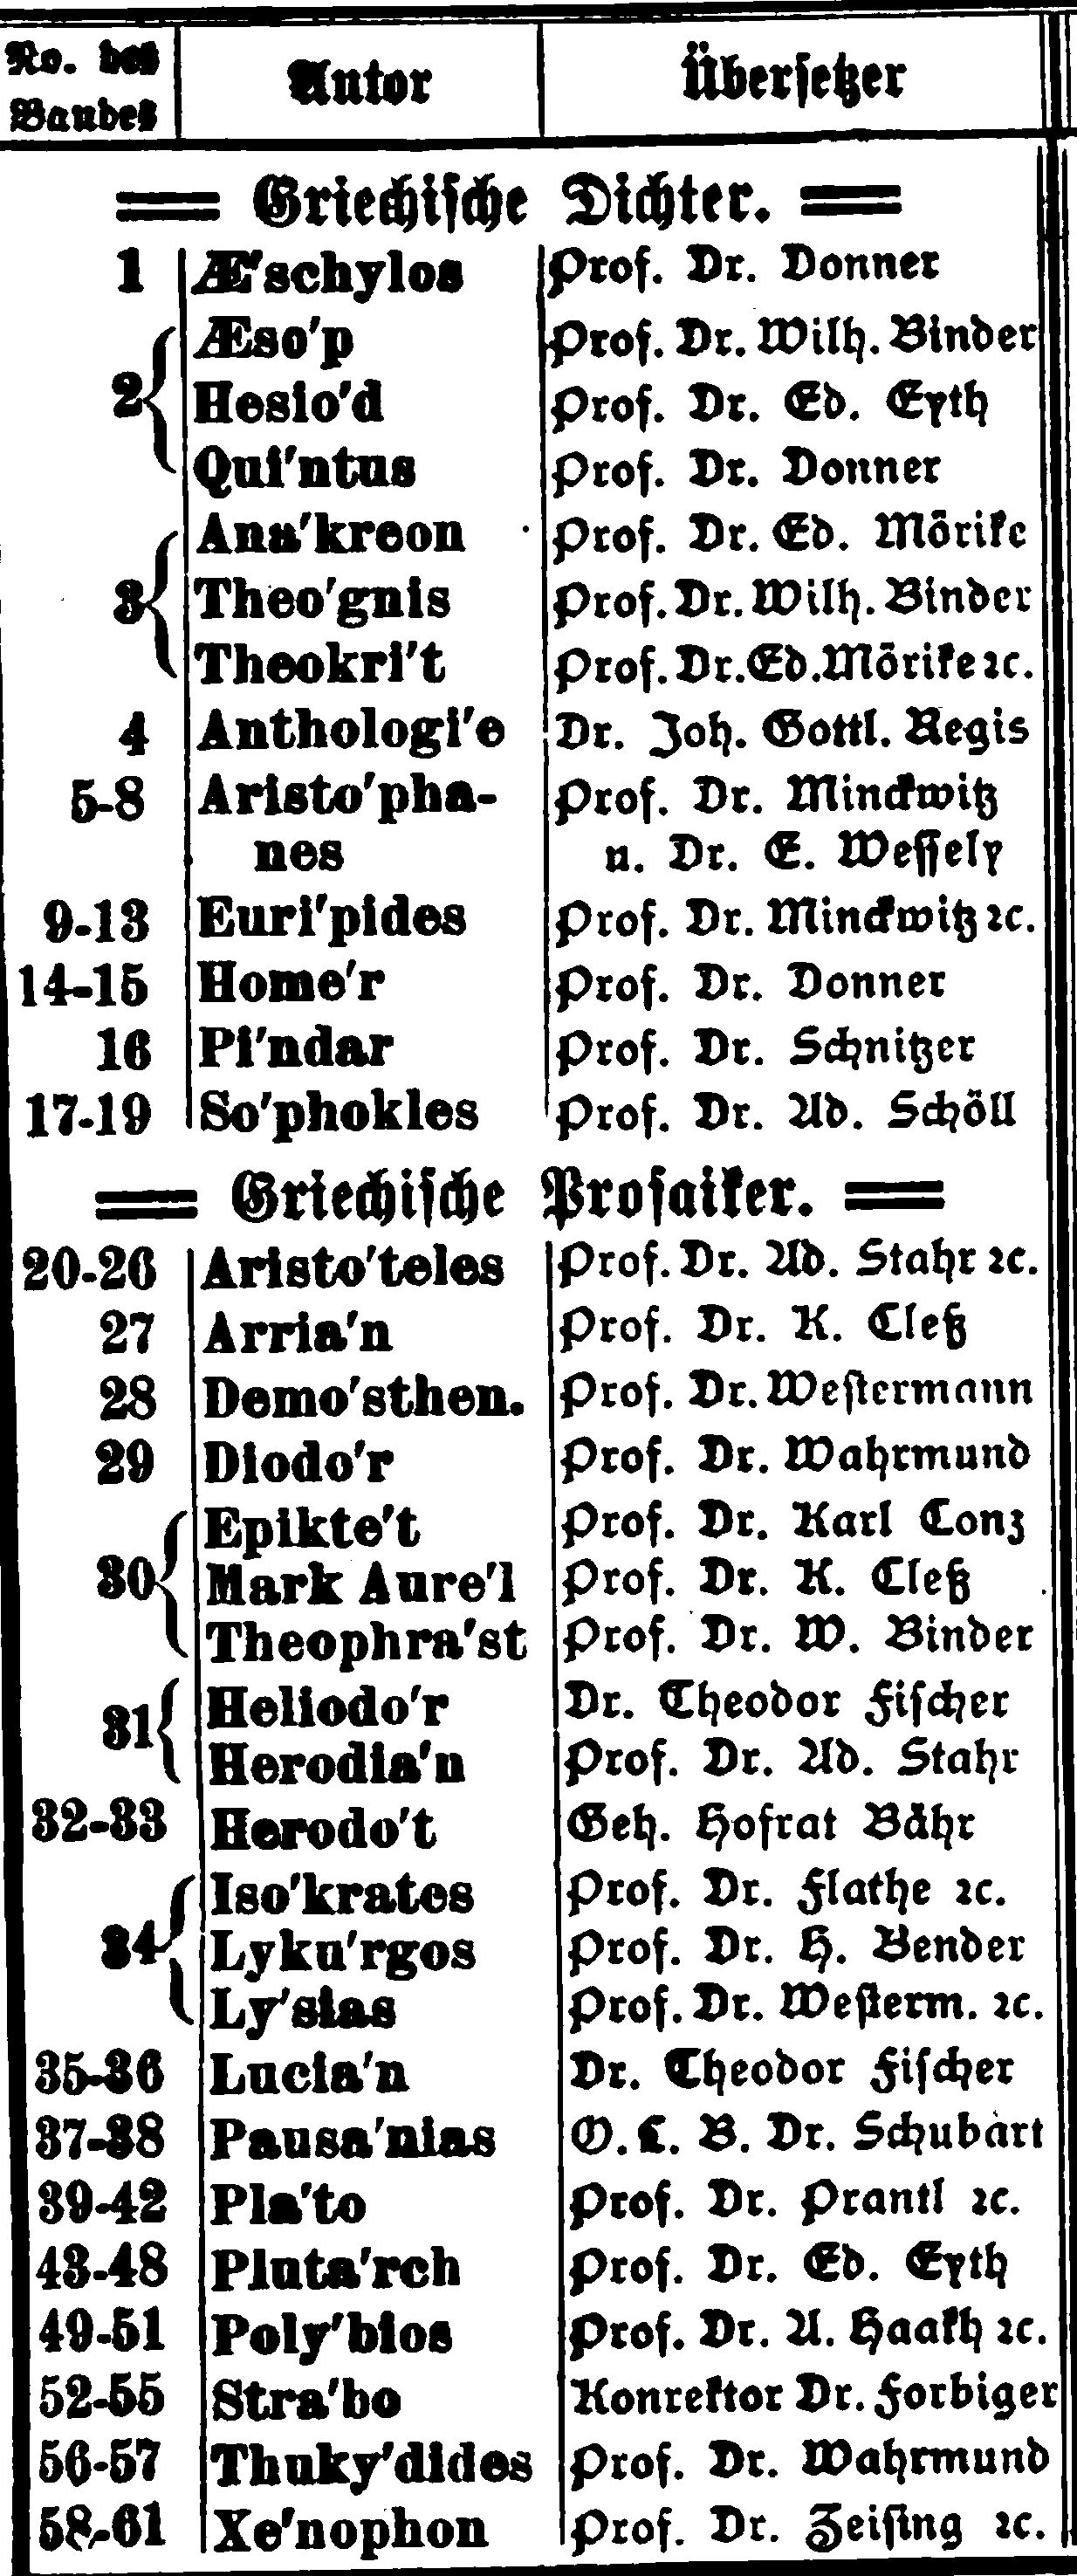 No. des Bandes Autor Übersetzer
Griechische Dichter.
1 Æ'schylos Prof. Dr. Donner
Æso'p Prof. Dr. Wilh. Binder
2 Hesio'd Prof. Dr. Ed. Eyth
Qui'ntus Prof. Dr. Donner
Ana'kreon Prof. Dr. Ed. Mörike
3 Theo'gnis Prof. Dr. Wilh. Binder
Theokri't Prof. Dr. Ed. Mörike ꝛc.
4 Anthologi'e Dr. Joh. Gottl. Regis
5-8 Aristo'pha- Prof. Dr. Minckwitz
nes u. Dr. E. Weſſely
9-13 Euri'pides Prof. Dr. Minckwitz ꝛc.
14-15 Home'r Prof. Dr. Donner
16 Pi'ndar Prof. Dr. Schnitzer
17-19 So'phokles Prof. Dr. Ad. Schöll
Griechiſche Proſaiker.
20-26 Aristo'teles Prof. Dr. Ad. Stahr ꝛc.
27 Arria'n Prof. Dr. K. Cleß
28 Demo'sthen. Prof. Dr. Weſtermann
29 Diodo'r Prof. Dr. Wahrmund
Epikte't Prof. Dr. Karl Conz
30 Mark Aure'l Prof. Dr. K. Cleß
Theophra'st Prof. Dr. W. Binder
31 Heliodo'r Dr. Theodor Fiſcher
Herodia'n Prof. Dr. Ad. Stahr
32-33 Herodo't Geh. Hofrat Bähr
Iso'krates Prof. Dr. Flathe ꝛc.
34 Lyku'rgos Prof. Dr. H. Bender
Ly'sias Prof. Dr. Weſterm. ꝛc.
35-36 Lucia'n Dr. Theodor Fiſcher
37-38 Pausa'nias O. L. B. Dr. Schubart
39-42 Pla'to Prof. Dr. Prantl ꝛc.
43-48 Pluta'rch Prof. Dr. Ed. Eyth
49-51 Poly'bios Prof. Dr. A. Haakh ꝛc.
52-55 Stra'bo Konrektor Dr. Forbiger
56-57 Thuky'dides Prof. Dr. Wahrmund
58-61 Xe'nophon Prof. Dr. Zeiſing ꝛc.